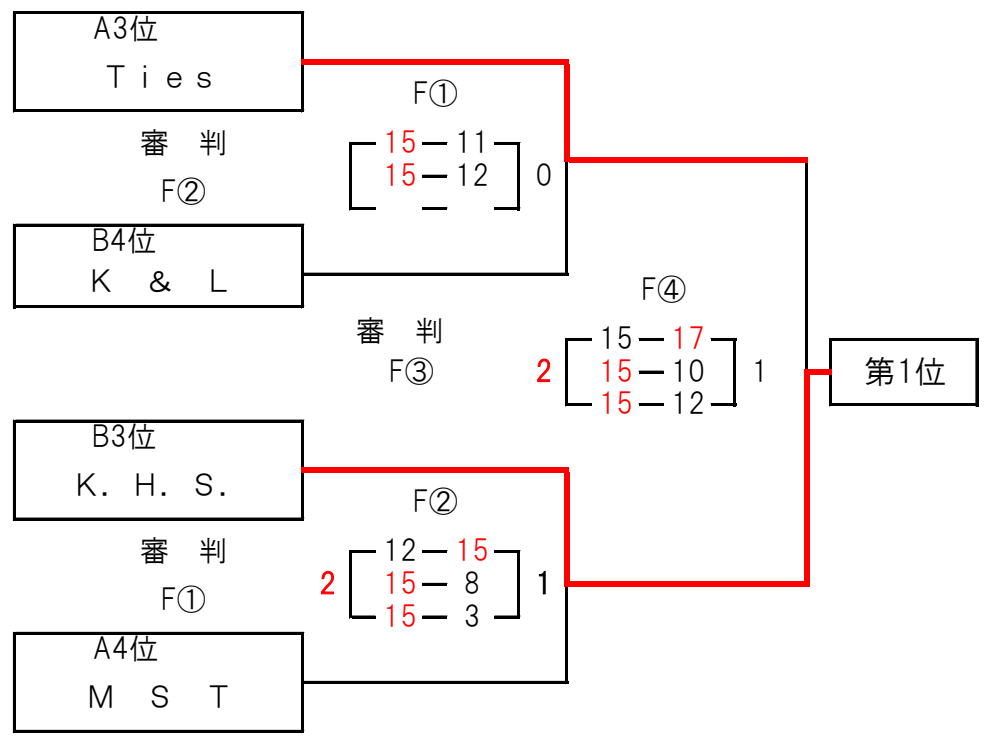 A3位
Ｔｉｅｓ
F①
審　判
15 ― 11
15 ― 12
―
0
F②
B4位
Ｋ　＆　Ｌ
F④
審　判
F③
15 ― 17
2 15 ― 10 1
15 ― 12
第1位
B3位
Ｋ．Ｈ．Ｓ．
F②
審　判
12 ― 15
2 15 ― 8 1
15 ― 3
F①
A4位
Ｍ　Ｓ　Ｔ